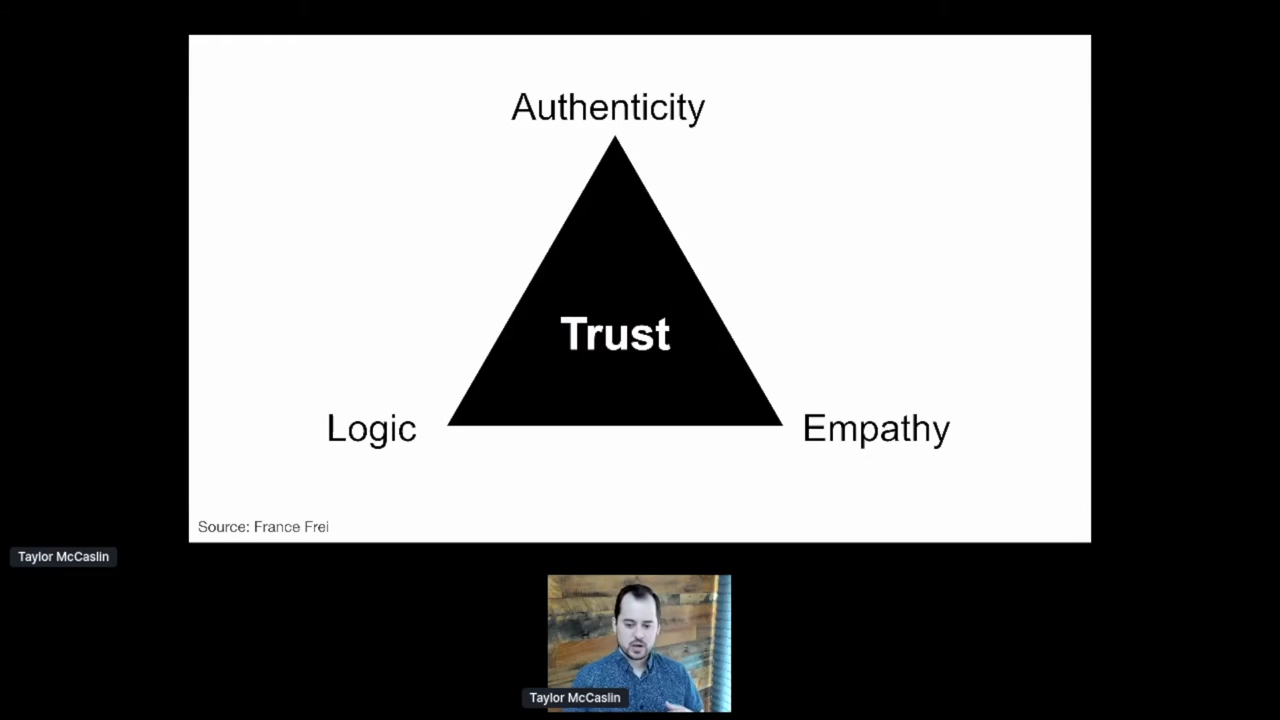 Authenticity
Trust
Logic
Empathy
Source: France Frei
Taylor McCaslin
Taylor McCaslin